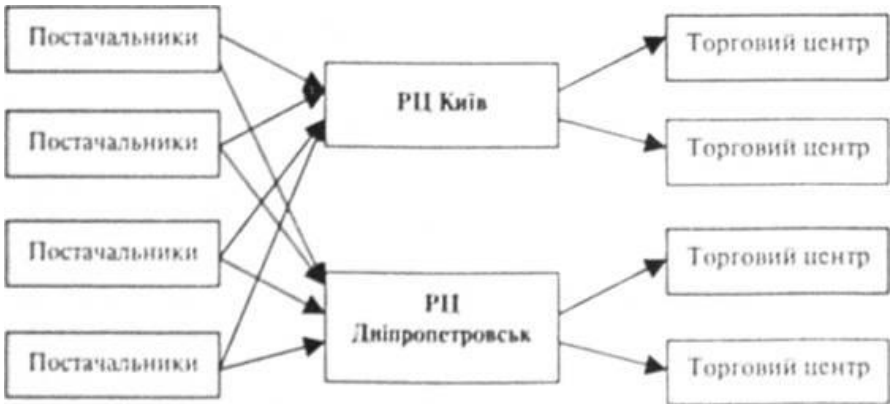 Постачальники
Постачальники
Постачальники
Постачальники
РЦ Київ
РЦ
Дніпропетровськ
Торговий центр
Торговий центр
Торговий центр
Торговий центр